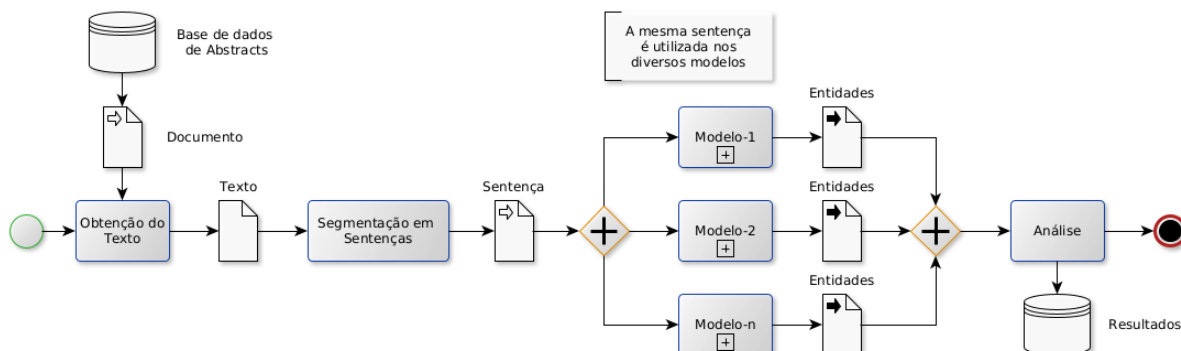 Base de dados
de Abstracts
A mesma sentença
é utilizada nos
diversos modelos
Documento
Entidades
Modelo-1
Texto
Sentença
Entidades
Obtenção do
Texto
Segmentação em
Sentenças
Modelo-2
Análise
Entidades
Modelo-n
Resultados